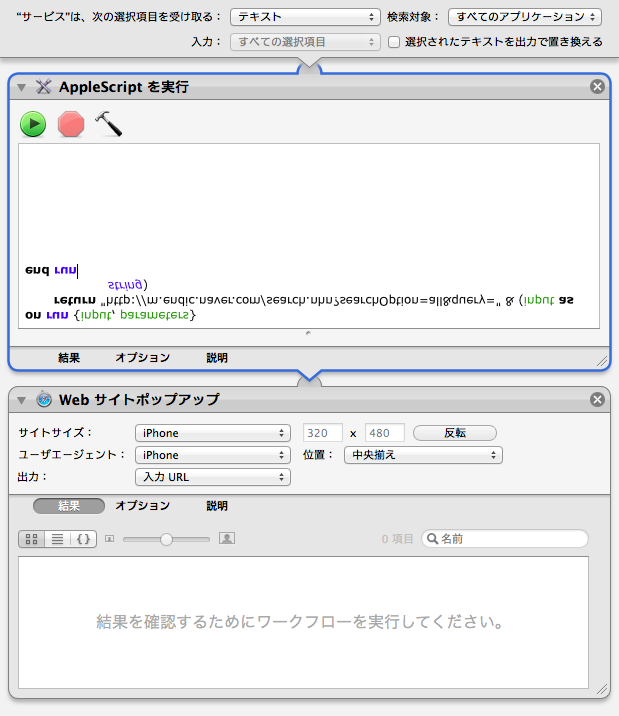 "サービス"は、次の選択項目を受け取る： テキスト 検索対象： すべてのアプリケーション
入力： すべての選択項目 選択されたテキストを出力で置き換える
AppleScript を実行
on run {input, parameters}
return "http://m.endic.naver.com/search.nhn?searchOption=all&query=" & (input as
string)
end run
結果 オプション 説明
Web サイトポップアップ
サイトサイズ： iPhone 320 x 480 反転
ユーザエージェント： iPhone 位置： 中央揃え
出力： 入力 URL
結果 オプション 説明
0 項目 名前
結果を確認するためにワークフローを実行してください。